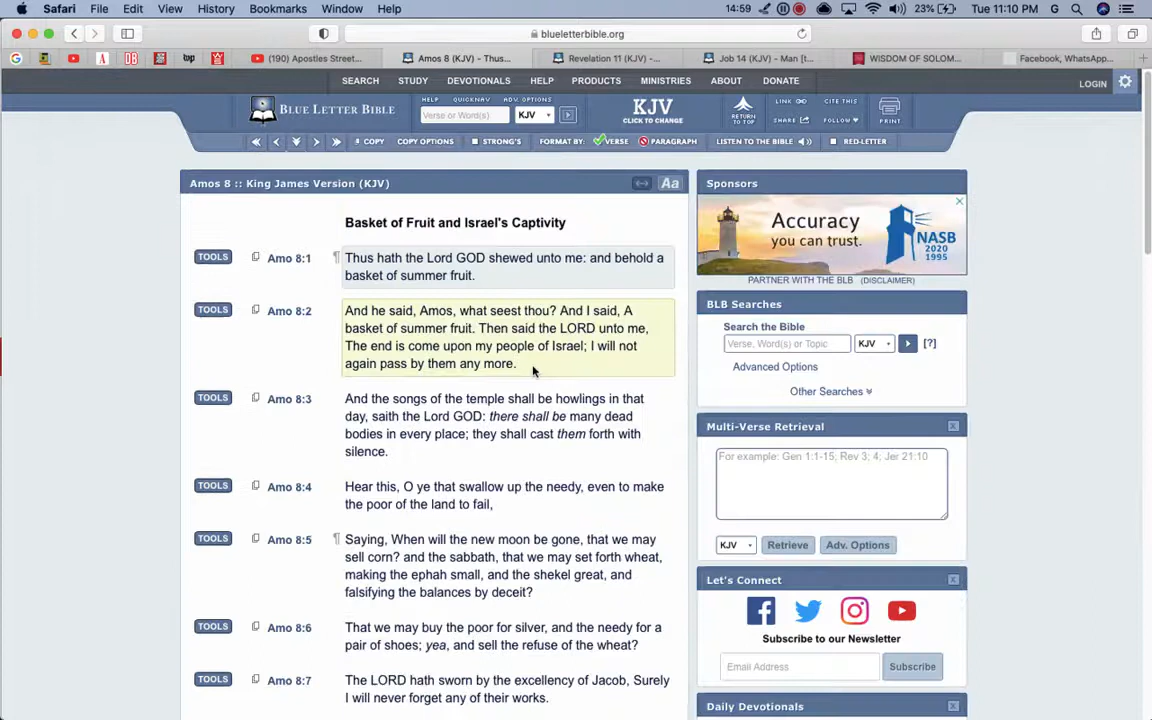 Safari File Edit View History Bookmarks Window Help 14:59 23% Tue 11:10 PM G
blueletterbible.org
(190) Apostles Street... Amos 8 (KJV) - Thus... Revelation 11 (KJV) -... Job 14 (KJV) - Man [t... WISDOM OF SOLOM... Facebook, WhatsApp...
SEARCH STUDY DEVOTIONALS HELP PRODUCTS MINISTRIES ABOUT DONATE LOGIN
BLUE LETTER BIBLE
HELP QUICKNAV ADV. OPTIONS
Verse or Word(s) KJV
KJV
CLICK TO CHANGE
RETURN
TO TOP
LINK CITE THIS
SHARE FOLLOW
PRINT
COPY COPY OPTIONS STRONG'S FORMAT BY: VERSE PARAGRAPH LISTEN TO THE BIBLE RED-LETTER
Amos 8 :: King James Version (KJV) Aa
Basket of Fruit and Israel's Captivity
TOOLS Amo 8:1 ¶ Thus hath the Lord GOD shewed unto me: and behold a
basket of summer fruit.
TOOLS Amo 8:2 And he said, Amos, what seest thou? And I said, A
basket of summer fruit. Then said the LORD unto me,
The end is come upon my people of Israel; I will not
again pass by them any more.
TOOLS Amo 8:3 And the songs of the temple shall be howlings in that
day, saith the Lord GOD: there shall be many dead
bodies in every place; they shall cast them forth with
silence.
TOOLS Amo 8:4 Hear this, O ye that swallow up the needy, even to make
the poor of the land to fail,
TOOLS Amo 8:5 ¶ Saying, When will the new moon be gone, that we may
sell corn? and the sabbath, that we may set forth wheat,
making the ephah small, and the shekel great, and
falsifying the balances by deceit?
TOOLS Amo 8:6 That we may buy the poor for silver, and the needy for a
pair of shoes; yea, and sell the refuse of the wheat?
TOOLS Amo 8:7 The LORD hath sworn by the excellency of Jacob, Surely
I will never forget any of their works.
Sponsors
Accuracy
you can trust.
NASB
2020
1995
PARTNER WITH THE BLB (DISCLAIMER)
BLB Searches
Search the Bible
Verse, Word(s) or Topic KJV [?]
Advanced Options
Other Searches
Multi-Verse Retrieval x
For example: Gen 1:1-15; Rev 3; 4; Jer 21:10
KJV Retrieve Adv. Options
Let's Connect x
Subscribe to our Newsletter
Email Address Subscribe
Daily Devotionals x